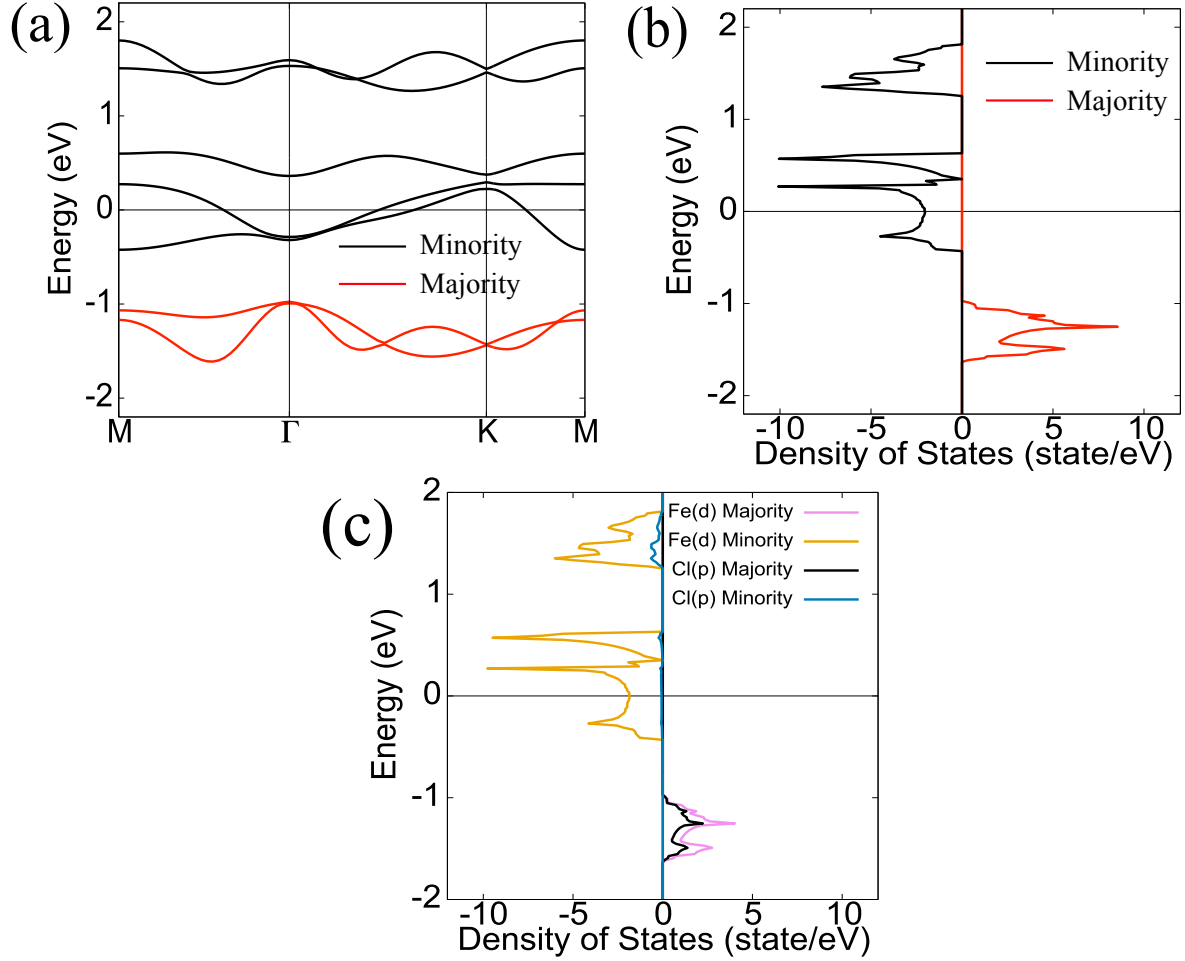 (a)
2
1
0
-1
-2
Energy (eV)
Minority
Majority
M Γ K M
(b)
2
1
0
-1
-2
Energy (eV)
Minority
Majority
-10 -5 0 5 10
Density of States (state/eV)
(c)
2
1
0
-1
-2
Energy (eV)
Fe(d) Majority
Fe(d) Minority
Cl(p) Majority
Cl(p) Minority
-10 -5 0 5 10
Density of States (state/eV)